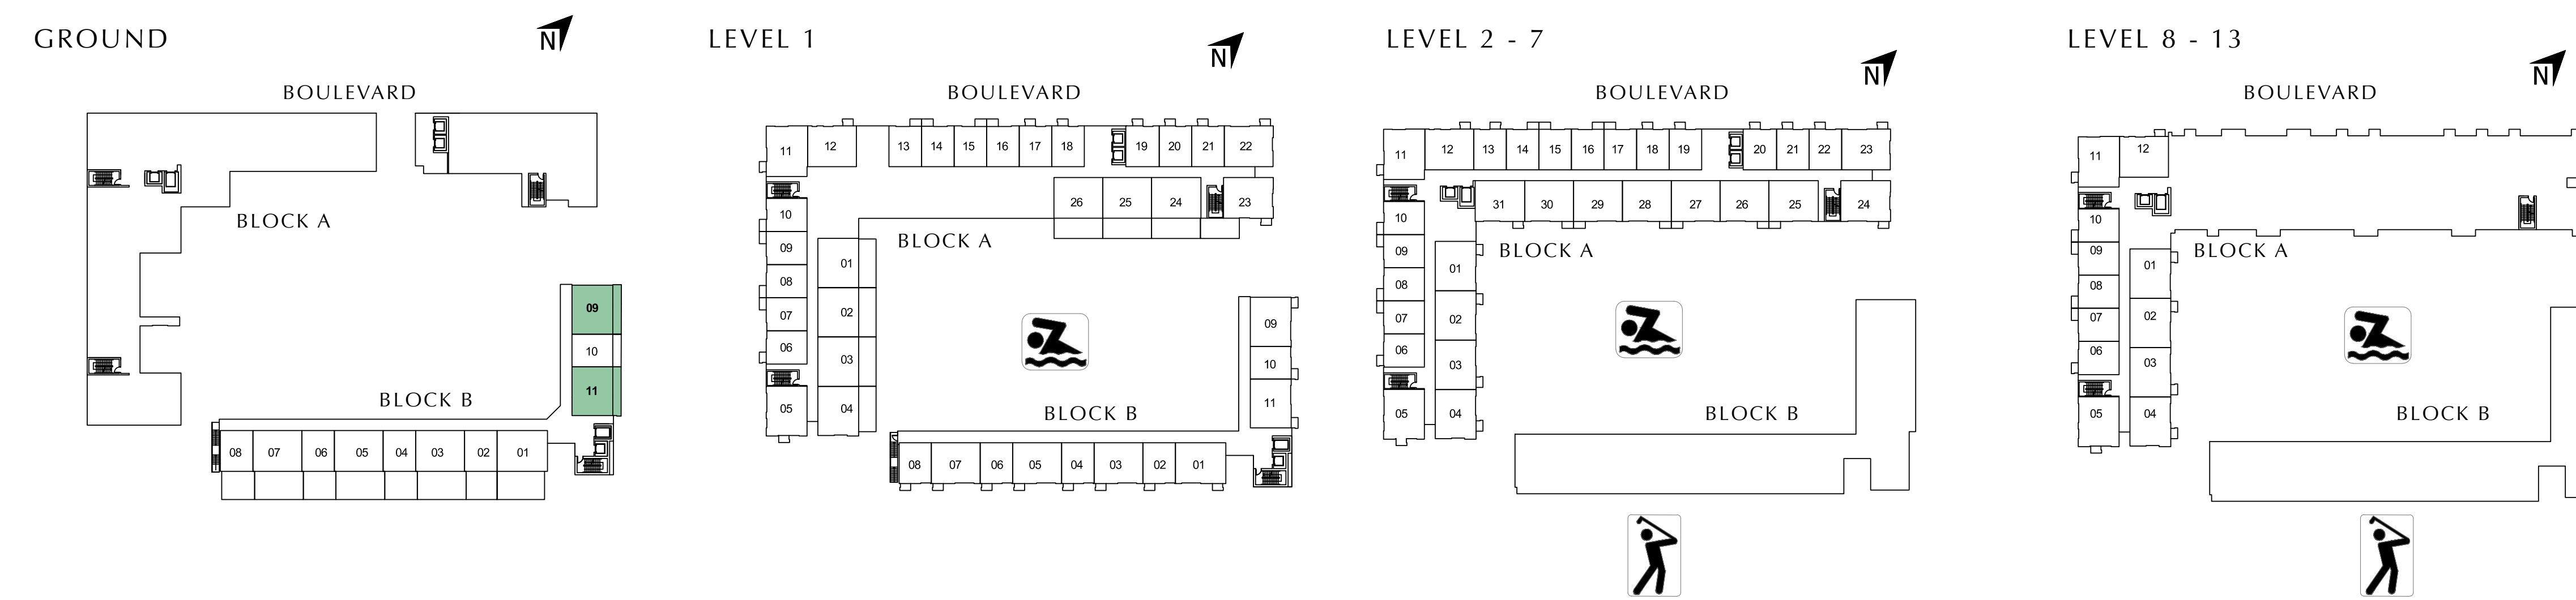 GROUND
N
BOULEVARD
BLOCK A
09
10
11
BLOCK B
08 07 06 05 04 03 02 01
LEVEL 1
N
BOULEVARD
11 12 13 14 15 16 17 18 19 20 21 22
10 26 25 24 23
BLOCK A
09 01
08
07 02
06 03
05 04
09
10
11
BLOCK B
08 07 06 05 04 03 02 01
LEVEL 2 - 7
N
BOULEVARD
11 12 13 14 15 16 17 18 19 20 21 22 23
10 31 30 29 28 27 26 25 24
BLOCK A
09 01
08
07 02
06 03
05 04
BLOCK B
LEVEL 8 - 13
N
BOULEVARD
11 12
10
BLOCK A
09 01
08
07 02
06 03
05 04
BLOCK B